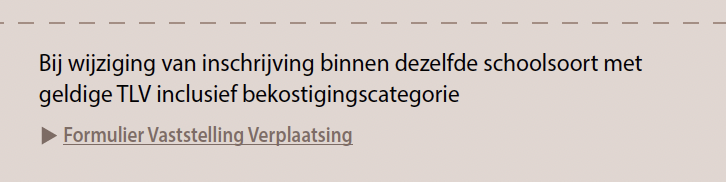 Bij wijziging van inschrijving binnen dezelfde schoolsoort met
geldige TLV inclusief bekostigingscategorie
▶ Formulier Vaststelling Verplaatsing